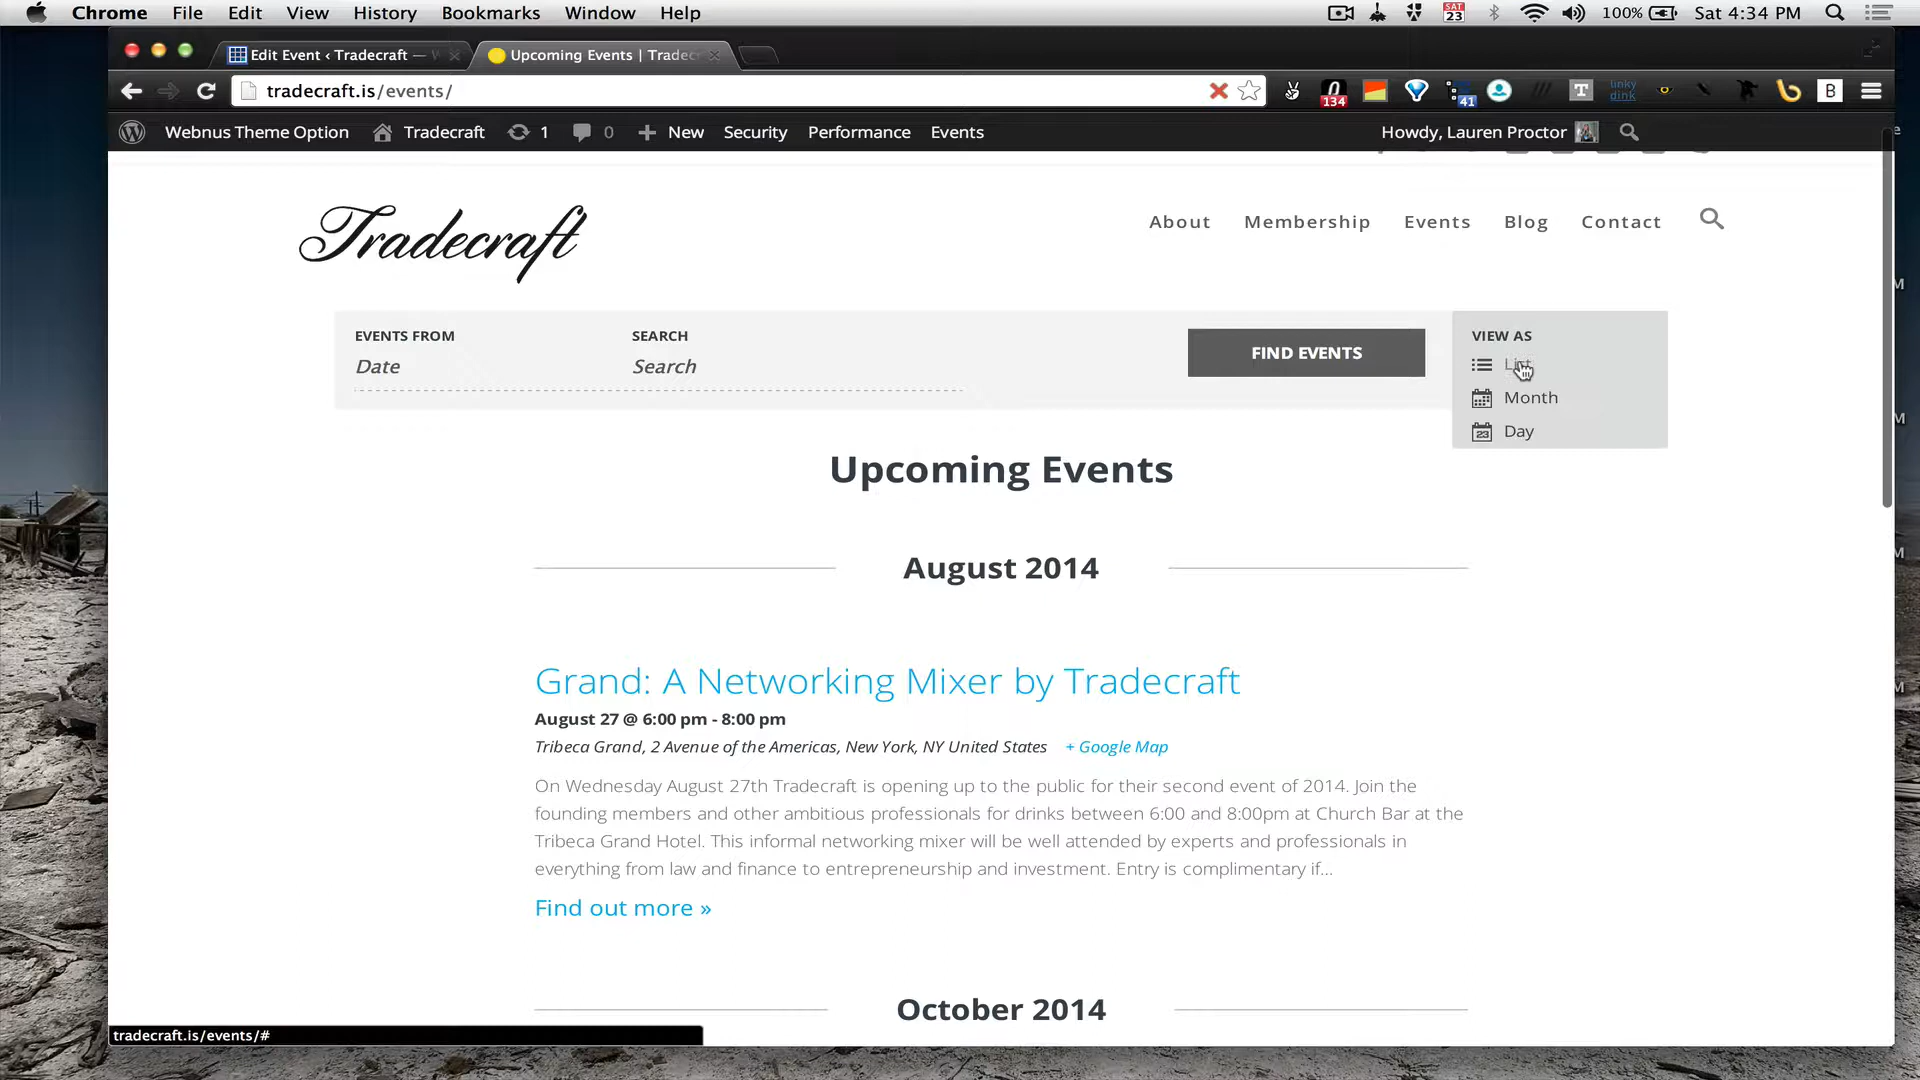 Chrome File Edit View History Bookmarks Window Help SAT 23 100% Sat 4:34 PM
Edit Event ‹ Tradecraft — Upcoming Events | Tradec
tradecraft.is/events/ 134 41 T linky dink B
Webnus Theme Option Tradecraft 1 0 New Security Performance Events Howdy, Lauren Proctor
Tradecraft
About Membership Events Blog Contact
EVENTS FROM SEARCH FIND EVENTS VIEW AS
Date Search List
Month
23 Day
Upcoming Events
August 2014
Grand: A Networking Mixer by Tradecraft
August 27 @ 6:00 pm - 8:00 pm
Tribeca Grand, 2 Avenue of the Americas, New York, NY United States + Google Map
On Wednesday August 27th Tradecraft is opening up to the public for their second event of 2014. Join the
founding members and other ambitious professionals for drinks between 6:00 and 8:00pm at Church Bar at the
Tribeca Grand Hotel. This informal networking mixer will be well attended by experts and professionals in
everything from law and finance to entrepreneurship and investment. Entry is complimentary if...
Find out more »
October 2014
tradecraft.is/events/#